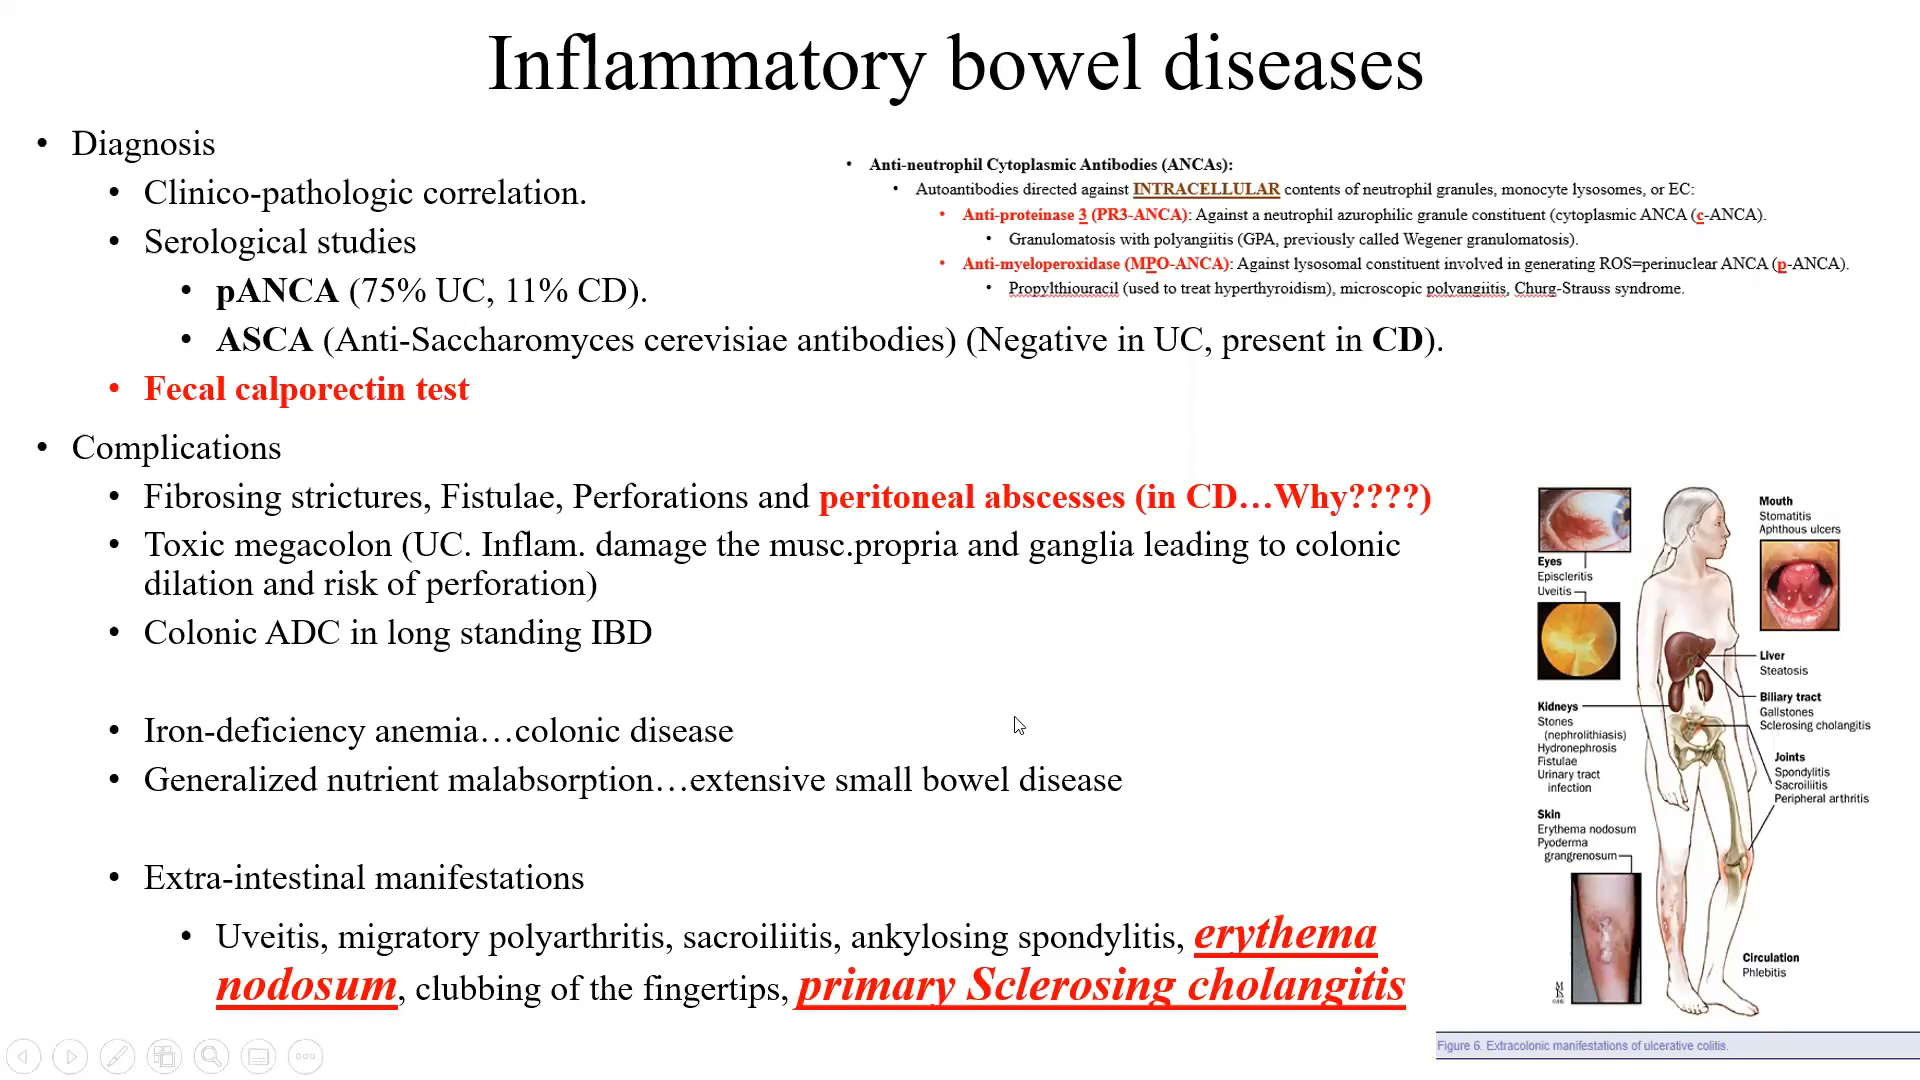 Inflammatory bowel diseases
• Diagnosis
• Clinico-pathologic correlation.
• Serological studies
• pANCA (75% UC, 11% CD).
• ASCA (Anti-Saccharomyces cerevisiae antibodies) (Negative in UC, present in CD).
• Fecal calporectin test
• Anti-neutrophil Cytoplasmic Antibodies (ANCAs):
• Autoantibodies directed against INTRACELLULAR contents of neutrophil granules, monocyte lysosomes, or EC:
• Anti-proteinase 3 (PR3-ANCA): Against a neutrophil azurophilic granule constituent (cytoplasmic ANCA (c-ANCA).
• Granulomatosis with polyangiitis (GPA, previously called Wegener granulomatosis).
• Anti-myeloperoxidase (MPO-ANCA): Against lysosomal constituent involved in generating ROS=perinuclear ANCA (p-ANCA).
• Propylthiouracil (used to treat hyperthyroidism), microscopic polyangiitis, Churg-Strauss syndrome.
• Complications
• Fibrosing strictures, Fistulae, Perforations and peritoneal abscesses (in CD…Why????)
• Toxic megacolon (UC. Inflam. damage the musc.propria and ganglia leading to colonic
dilation and risk of perforation)
• Colonic ADC in long standing IBD
• Iron-deficiency anemia…colonic disease
• Generalized nutrient malabsorption…extensive small bowel disease
• Extra-intestinal manifestations
• Uveitis, migratory polyarthritis, sacroiliitis, ankylosing spondylitis, erythema
nodosum, clubbing of the fingertips, primary Sclerosing cholangitis
Eyes
Episcleritis
Uveitis
Kidneys
Stones
(nephrolithiasis)
Hydronephrosis
Fistulae
Urinary tract
infection
Skin
Erythema nodosum
Pyoderma
grangrenosum
Mouth
Stomatitis
Aphthous ulcers
Liver
Steatosis
Biliary tract
Gallstones
Sclerosing cholangitis
Joints
Spondylitis
Sacroiliitis
Peripheral arthritis
Circulation
Phlebitis
Figure 6. Extracolonic manifestations of ulcerative colitis.